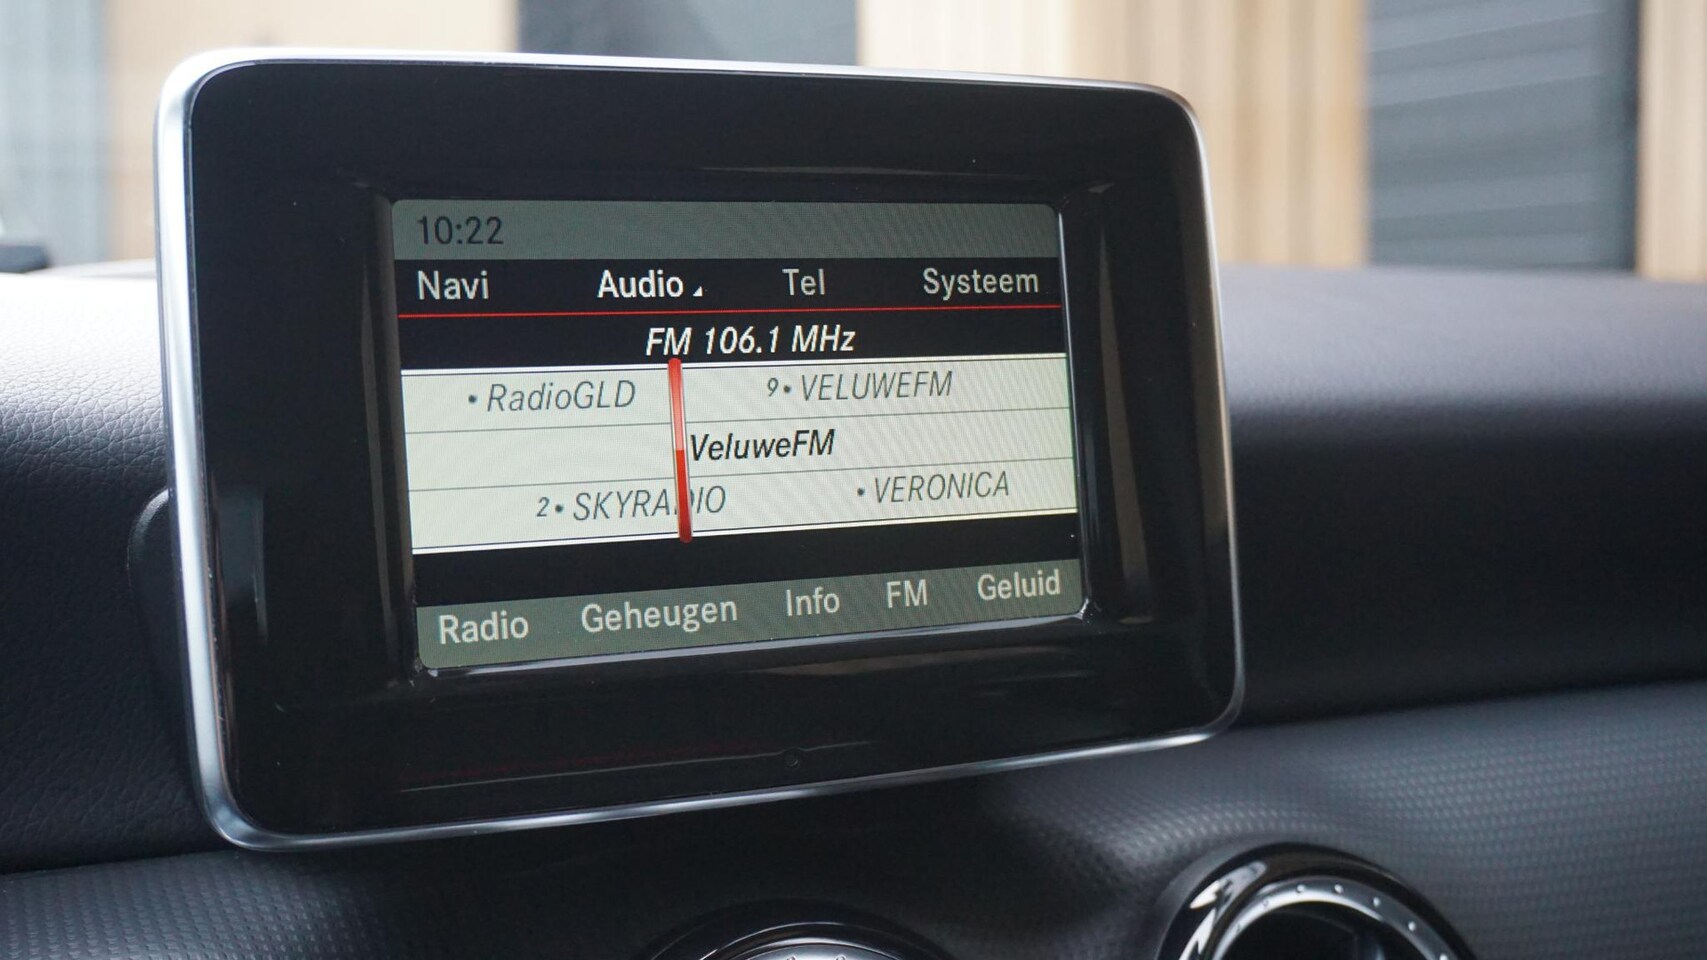 10:22
Navi Audio Tel Systeem
FM 106.1 MHz
• RadioGLD 9• VELUWEFM
VeluweFM
2• SKYRADIO • VERONICA
Radio Geheugen Info FM Geluid